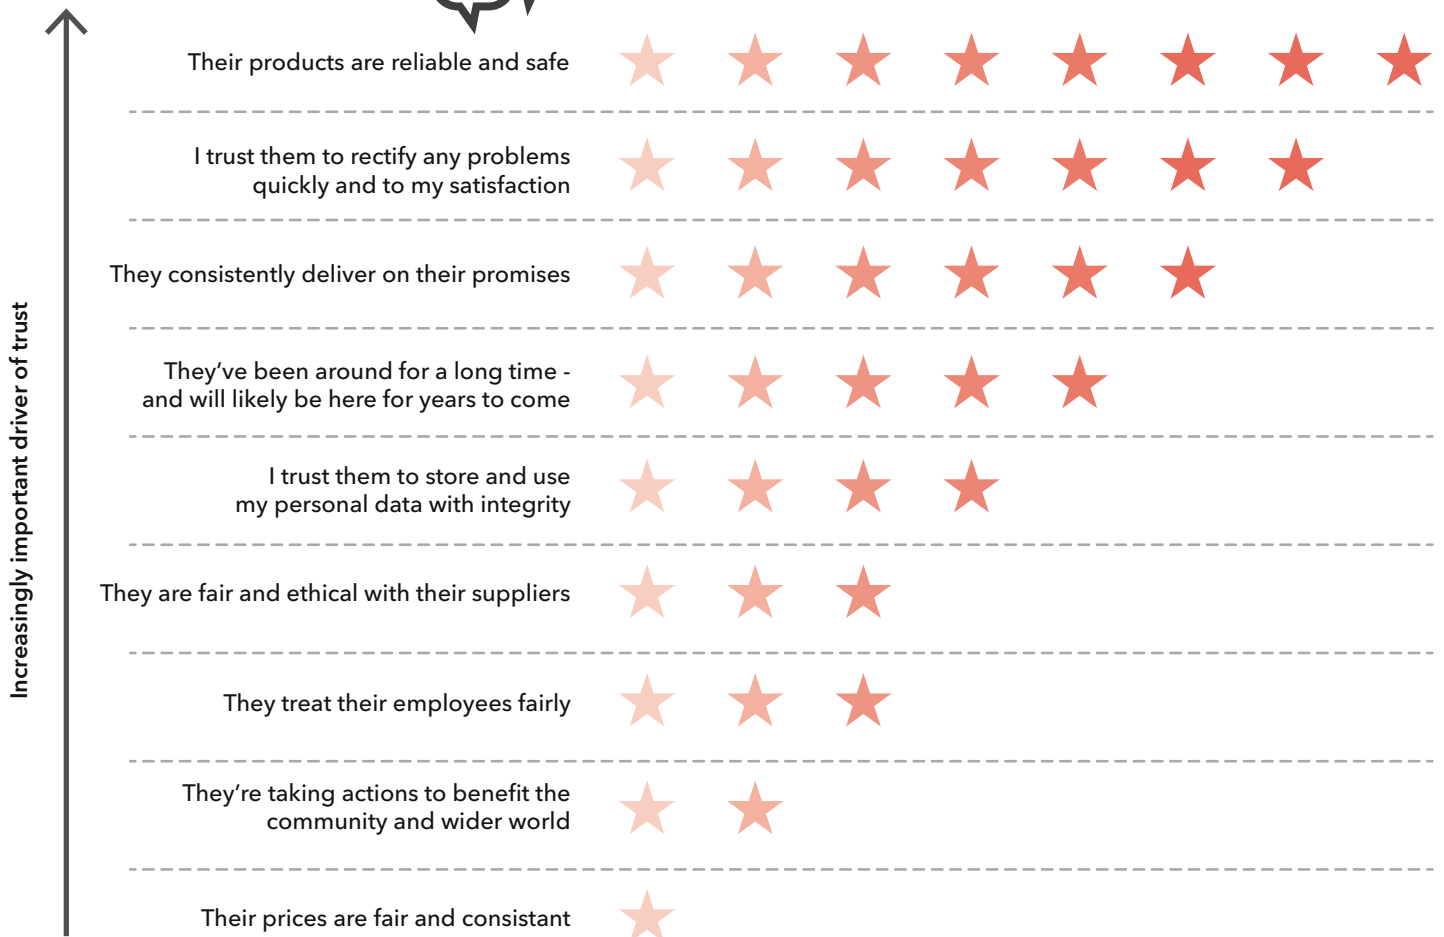 Their products are reliable and safe
I trust them to rectify any problems
quickly and to my satisfaction
They consistently deliver on their promises
They've been around for a long time -
and will likely be here for years to come
I trust them to store and use
my personal data with integrity
They are fair and ethical with their suppliers
They treat their employees fairly
They're taking actions to benefit the
community and wider world
Their prices are fair and consistant
Increasingly important driver of trust